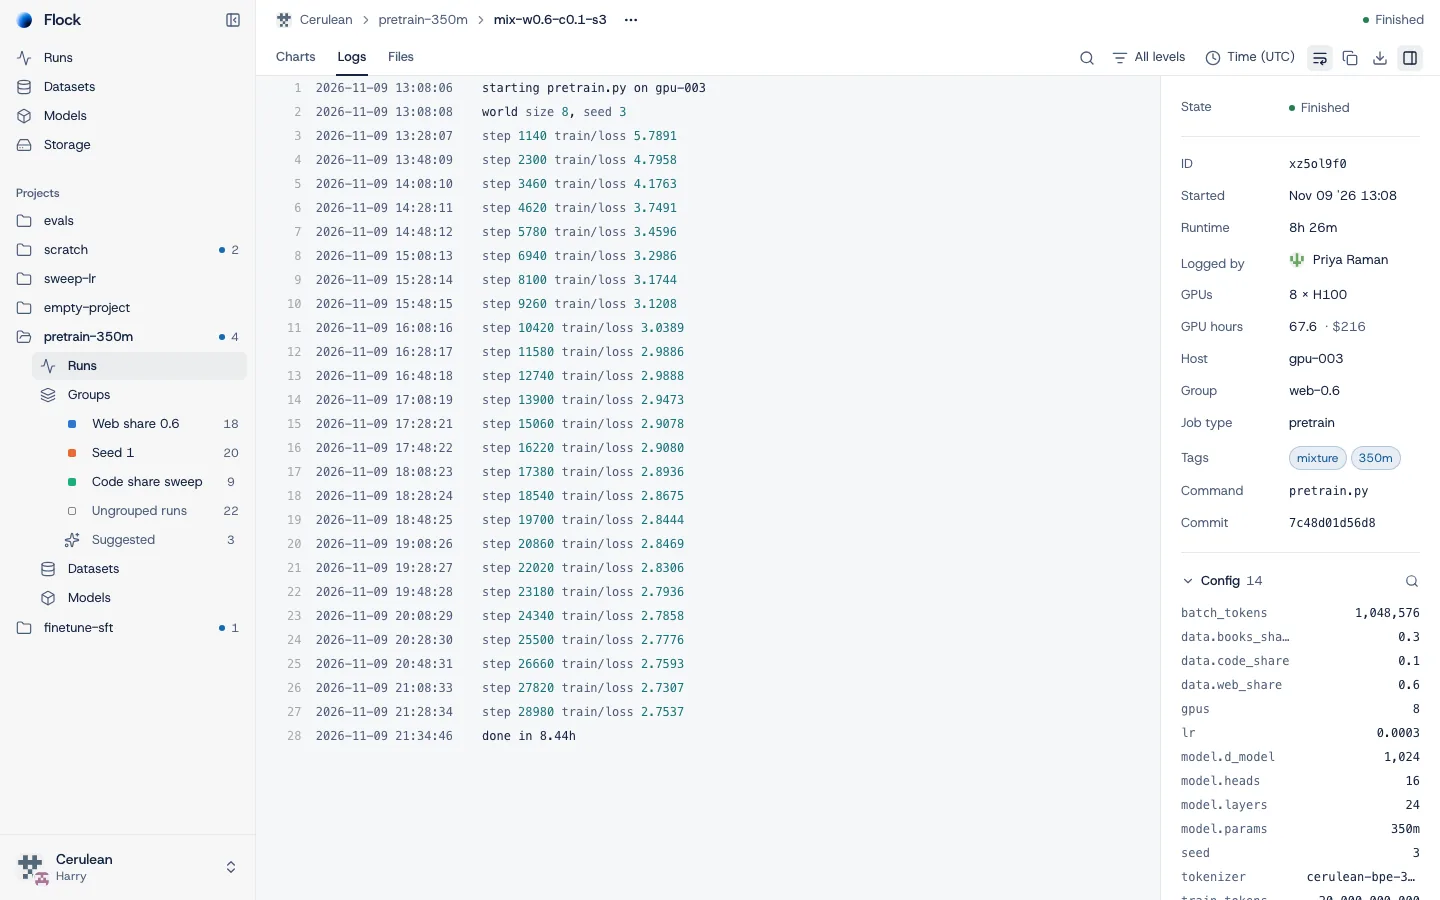 Flock
Runs
Datasets
Models
Storage
Projects
evals
scratch 2
sweep-lr
empty-project
pretrain-350m 4
Runs
Groups
Web share 0.6 18
Seed 1 20
Code share sweep 9
Ungrouped runs 22
Suggested 3
Datasets
Models
finetune-sft 1
Cerulean
Harry
Cerulean > pretrain-350m > mix-w0.6-c0.1-s3 ...
Finished
Charts Logs Files
All levels Time (UTC)
1 2026-11-09 13:08:06 starting pretrain.py on gpu-003
2 2026-11-09 13:08:08 world size 8, seed 3
3 2026-11-09 13:28:07 step 1140 train/loss 5.7891
4 2026-11-09 13:48:09 step 2300 train/loss 4.7958
5 2026-11-09 14:08:10 step 3460 train/loss 4.1763
6 2026-11-09 14:28:11 step 4620 train/loss 3.7491
7 2026-11-09 14:48:12 step 5780 train/loss 3.4596
8 2026-11-09 15:08:13 step 6940 train/loss 3.2986
9 2026-11-09 15:28:14 step 8100 train/loss 3.1744
10 2026-11-09 15:48:15 step 9260 train/loss 3.1208
11 2026-11-09 16:08:16 step 10420 train/loss 3.0389
12 2026-11-09 16:28:17 step 11580 train/loss 2.9886
13 2026-11-09 16:48:18 step 12740 train/loss 2.9888
14 2026-11-09 17:08:19 step 13900 train/loss 2.9473
15 2026-11-09 17:28:21 step 15060 train/loss 2.9078
16 2026-11-09 17:48:22 step 16220 train/loss 2.9080
17 2026-11-09 18:08:23 step 17380 train/loss 2.8936
18 2026-11-09 18:28:24 step 18540 train/loss 2.8675
19 2026-11-09 18:48:25 step 19700 train/loss 2.8444
20 2026-11-09 19:08:26 step 20860 train/loss 2.8469
21 2026-11-09 19:28:27 step 22020 train/loss 2.8306
22 2026-11-09 19:48:28 step 23180 train/loss 2.7936
23 2026-11-09 20:08:29 step 24340 train/loss 2.7858
24 2026-11-09 20:28:30 step 25500 train/loss 2.7776
25 2026-11-09 20:48:31 step 26660 train/loss 2.7593
26 2026-11-09 21:08:33 step 27820 train/loss 2.7307
27 2026-11-09 21:28:34 step 28980 train/loss 2.7537
28 2026-11-09 21:34:46 done in 8.44h
State Finished
ID xz5ol9f0
Started Nov 09 '26 13:08
Runtime 8h 26m
Logged by Priya Raman
GPUs 8 × H100
GPU hours 67.6 · $216
Host gpu-003
Group web-0.6
Job type pretrain
Tags mixture 350m
Command pretrain.py
Commit 7c48d01d56d8
Config 14
batch_tokens 1,048,576
data.books_sha… 0.3
data.code_share 0.1
data.web_share 0.6
gpus 8
lr 0.0003
model.d_model 1,024
model.heads 16
model.layers 24
model.params 350m
seed 3
tokenizer cerulean-bpe-3…
train_tokens 20,000,000,000